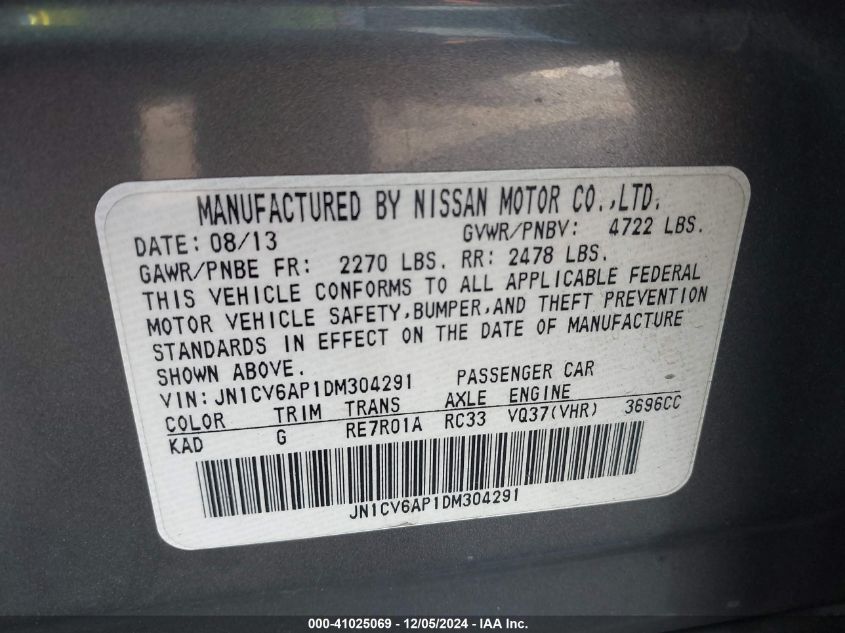 MANUFACTURED BY NISSAN MOTOR CO.,LTD.
DATE: 08/13 GVWR/PNBV: 4722 LBS.
GAWR/PNBE FR: 2270 LBS. RR: 2478 LBS.
THIS VEHICLE CONFORMS TO ALL APPLICABLE FEDERAL
MOTOR VEHICLE SAFETY,BUMPER,AND THEFT PREVENTION
STANDARDS IN EFFECT ON THE DATE OF MANUFACTURE
SHOWN ABOVE.
VIN: JN1CV6AP1DM304291 PASSENGER CAR
COLOR TRIM TRANS AXLE ENGINE
KAD G RE7R01A RC33 VQ37(VHR) 3696CC
JN1CV6AP1DM304291
000-41025069 - 12/05/2024 - IAA Inc.